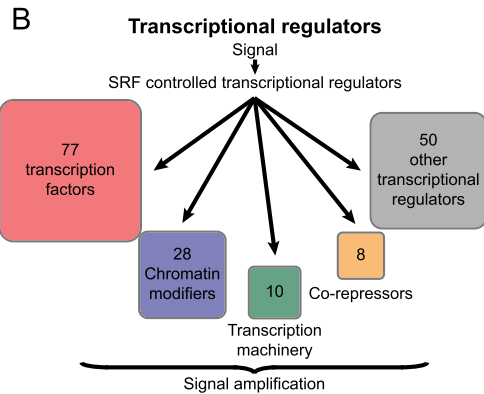 B
Transcriptional regulators
Signal
SRF controlled transcriptional regulators
77
transcription
factors
50
other
transcriptional
regulators
28
Chromatin
modifiers
10
Transcription
machinery
8
Co-repressors
Signal amplification